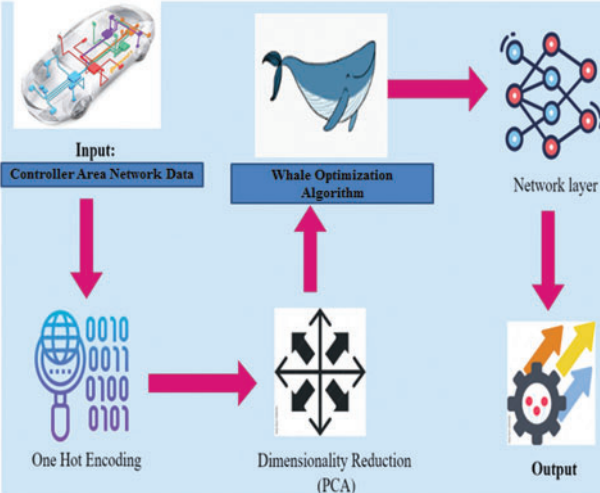 Input:
Controller Area Network Data
One Hot Encoding
0010
0011
0100
0101
Dimensionality Reduction
(PCA)
Whale Optimization
Algorithm
Network layer
Output